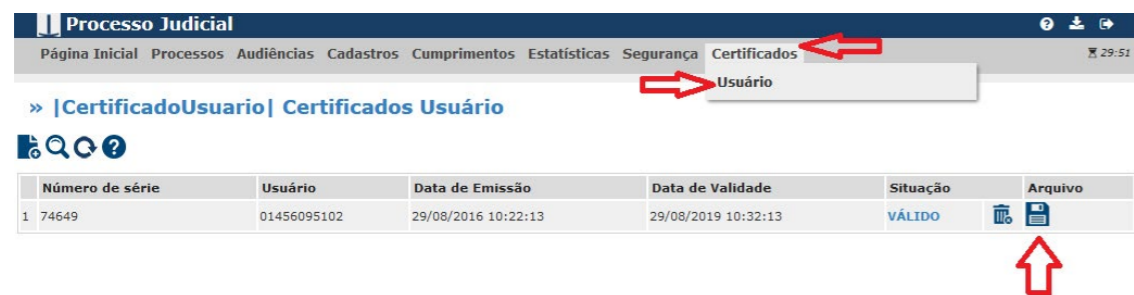 Processo Judicial
Página Inicial Processos Audiências Cadastros Cumprimentos Estatísticas Segurança Certificados 29:51
Usuário
» |CertificadoUsuario| Certificados Usuário
Número de série Usuário Data de Emissão Data de Validade Situação Arquivo
1 74649 01456095102 29/08/2016 10:22:13 29/08/2019 10:32:13 VÁLIDO